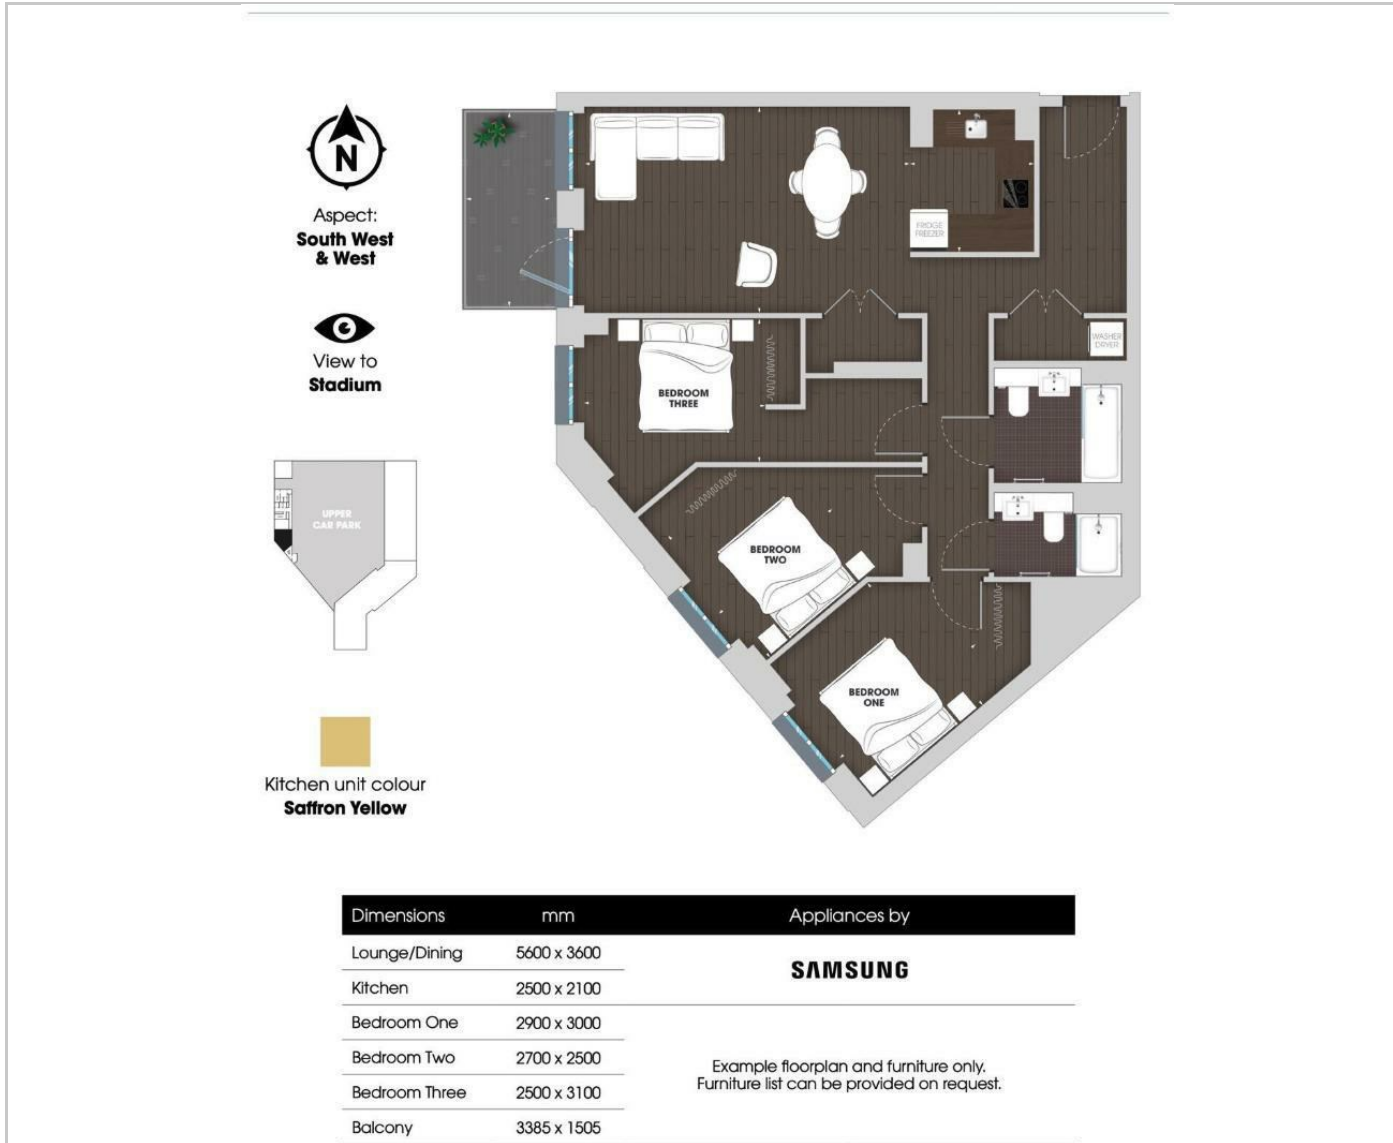 N
Aspect:
South West
& West
View to
Stadium
UPPER
CAR PARK
Kitchen unit colour
Saffron Yellow
FRIDGE
FREEZER
WASHER
DRYER
BEDROOM
THREE
BEDROOM
TWO
BEDROOM
ONE
Dimensions mm Appliances by
Lounge/Dining 5600 x 3600
SAMSUNG
Kitchen 2500 x 2100
Bedroom One 2900 x 3000
Bedroom Two 2700 x 2500
Example floorplan and furniture only.
Furniture list can be provided on request.
Bedroom Three 2500 x 3100
Balcony 3385 x 1505